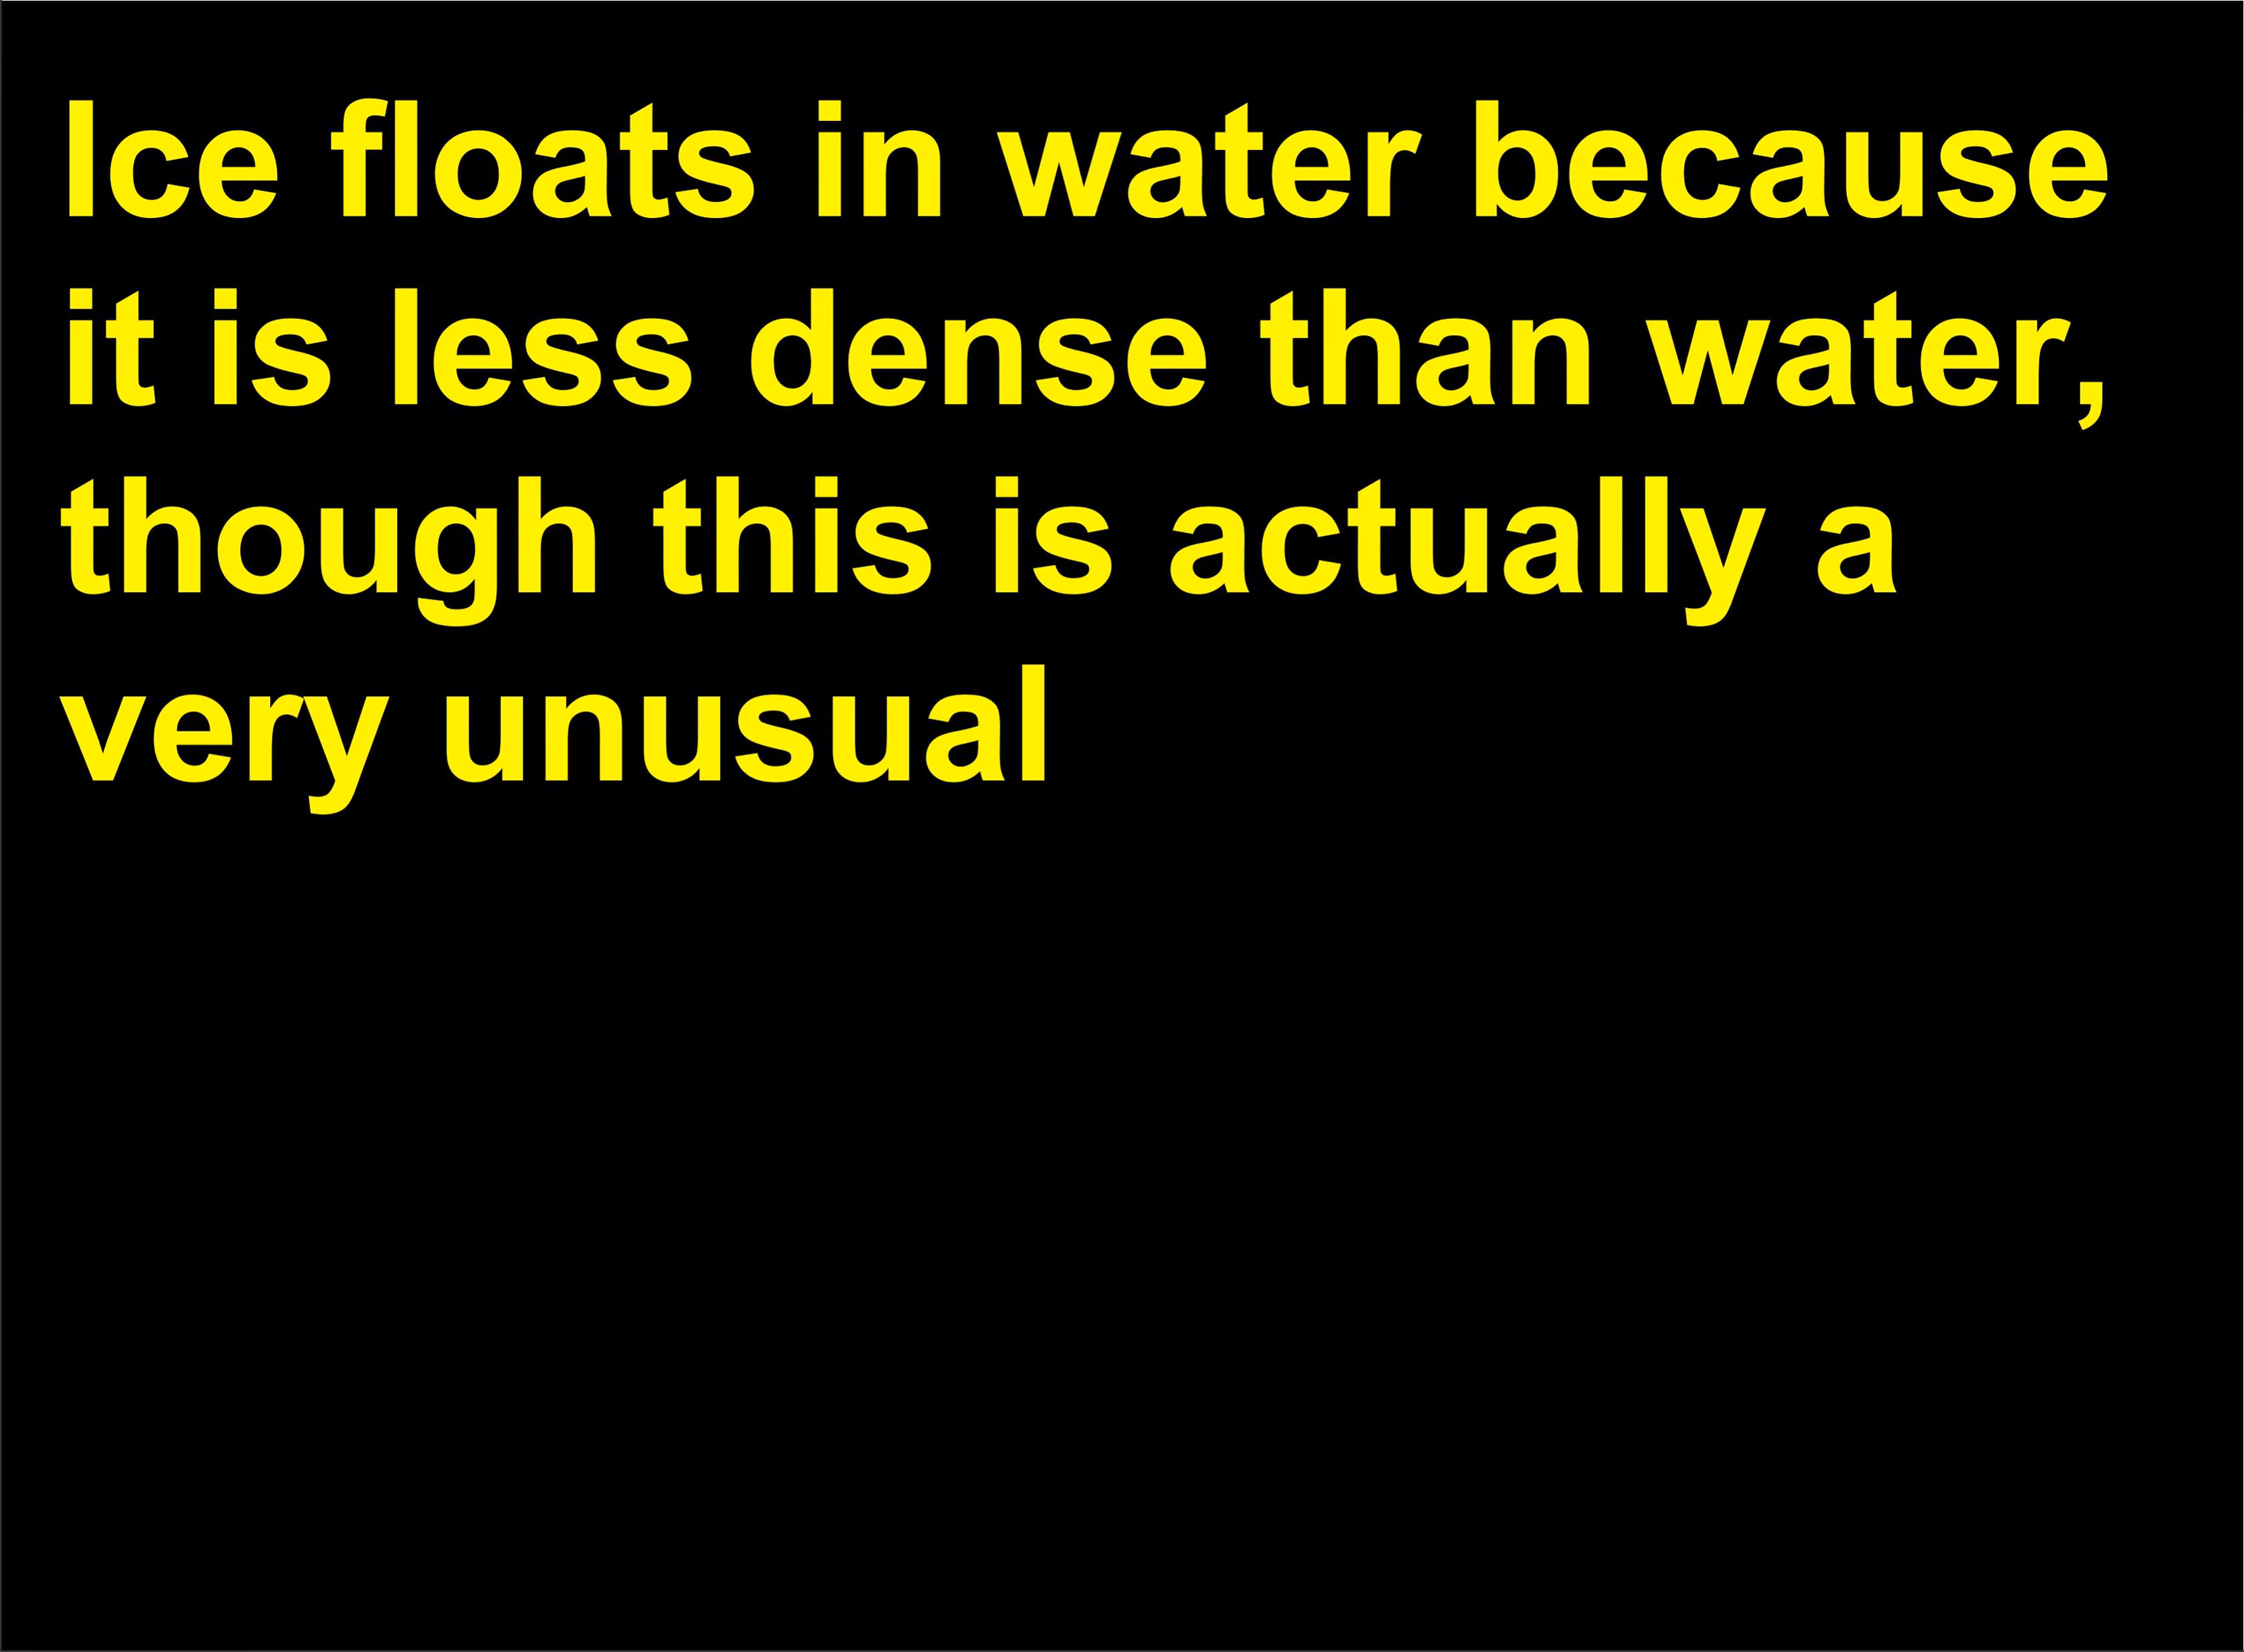 Ice floats in water because
it is less dense than water,
though this is actually a
very unusual